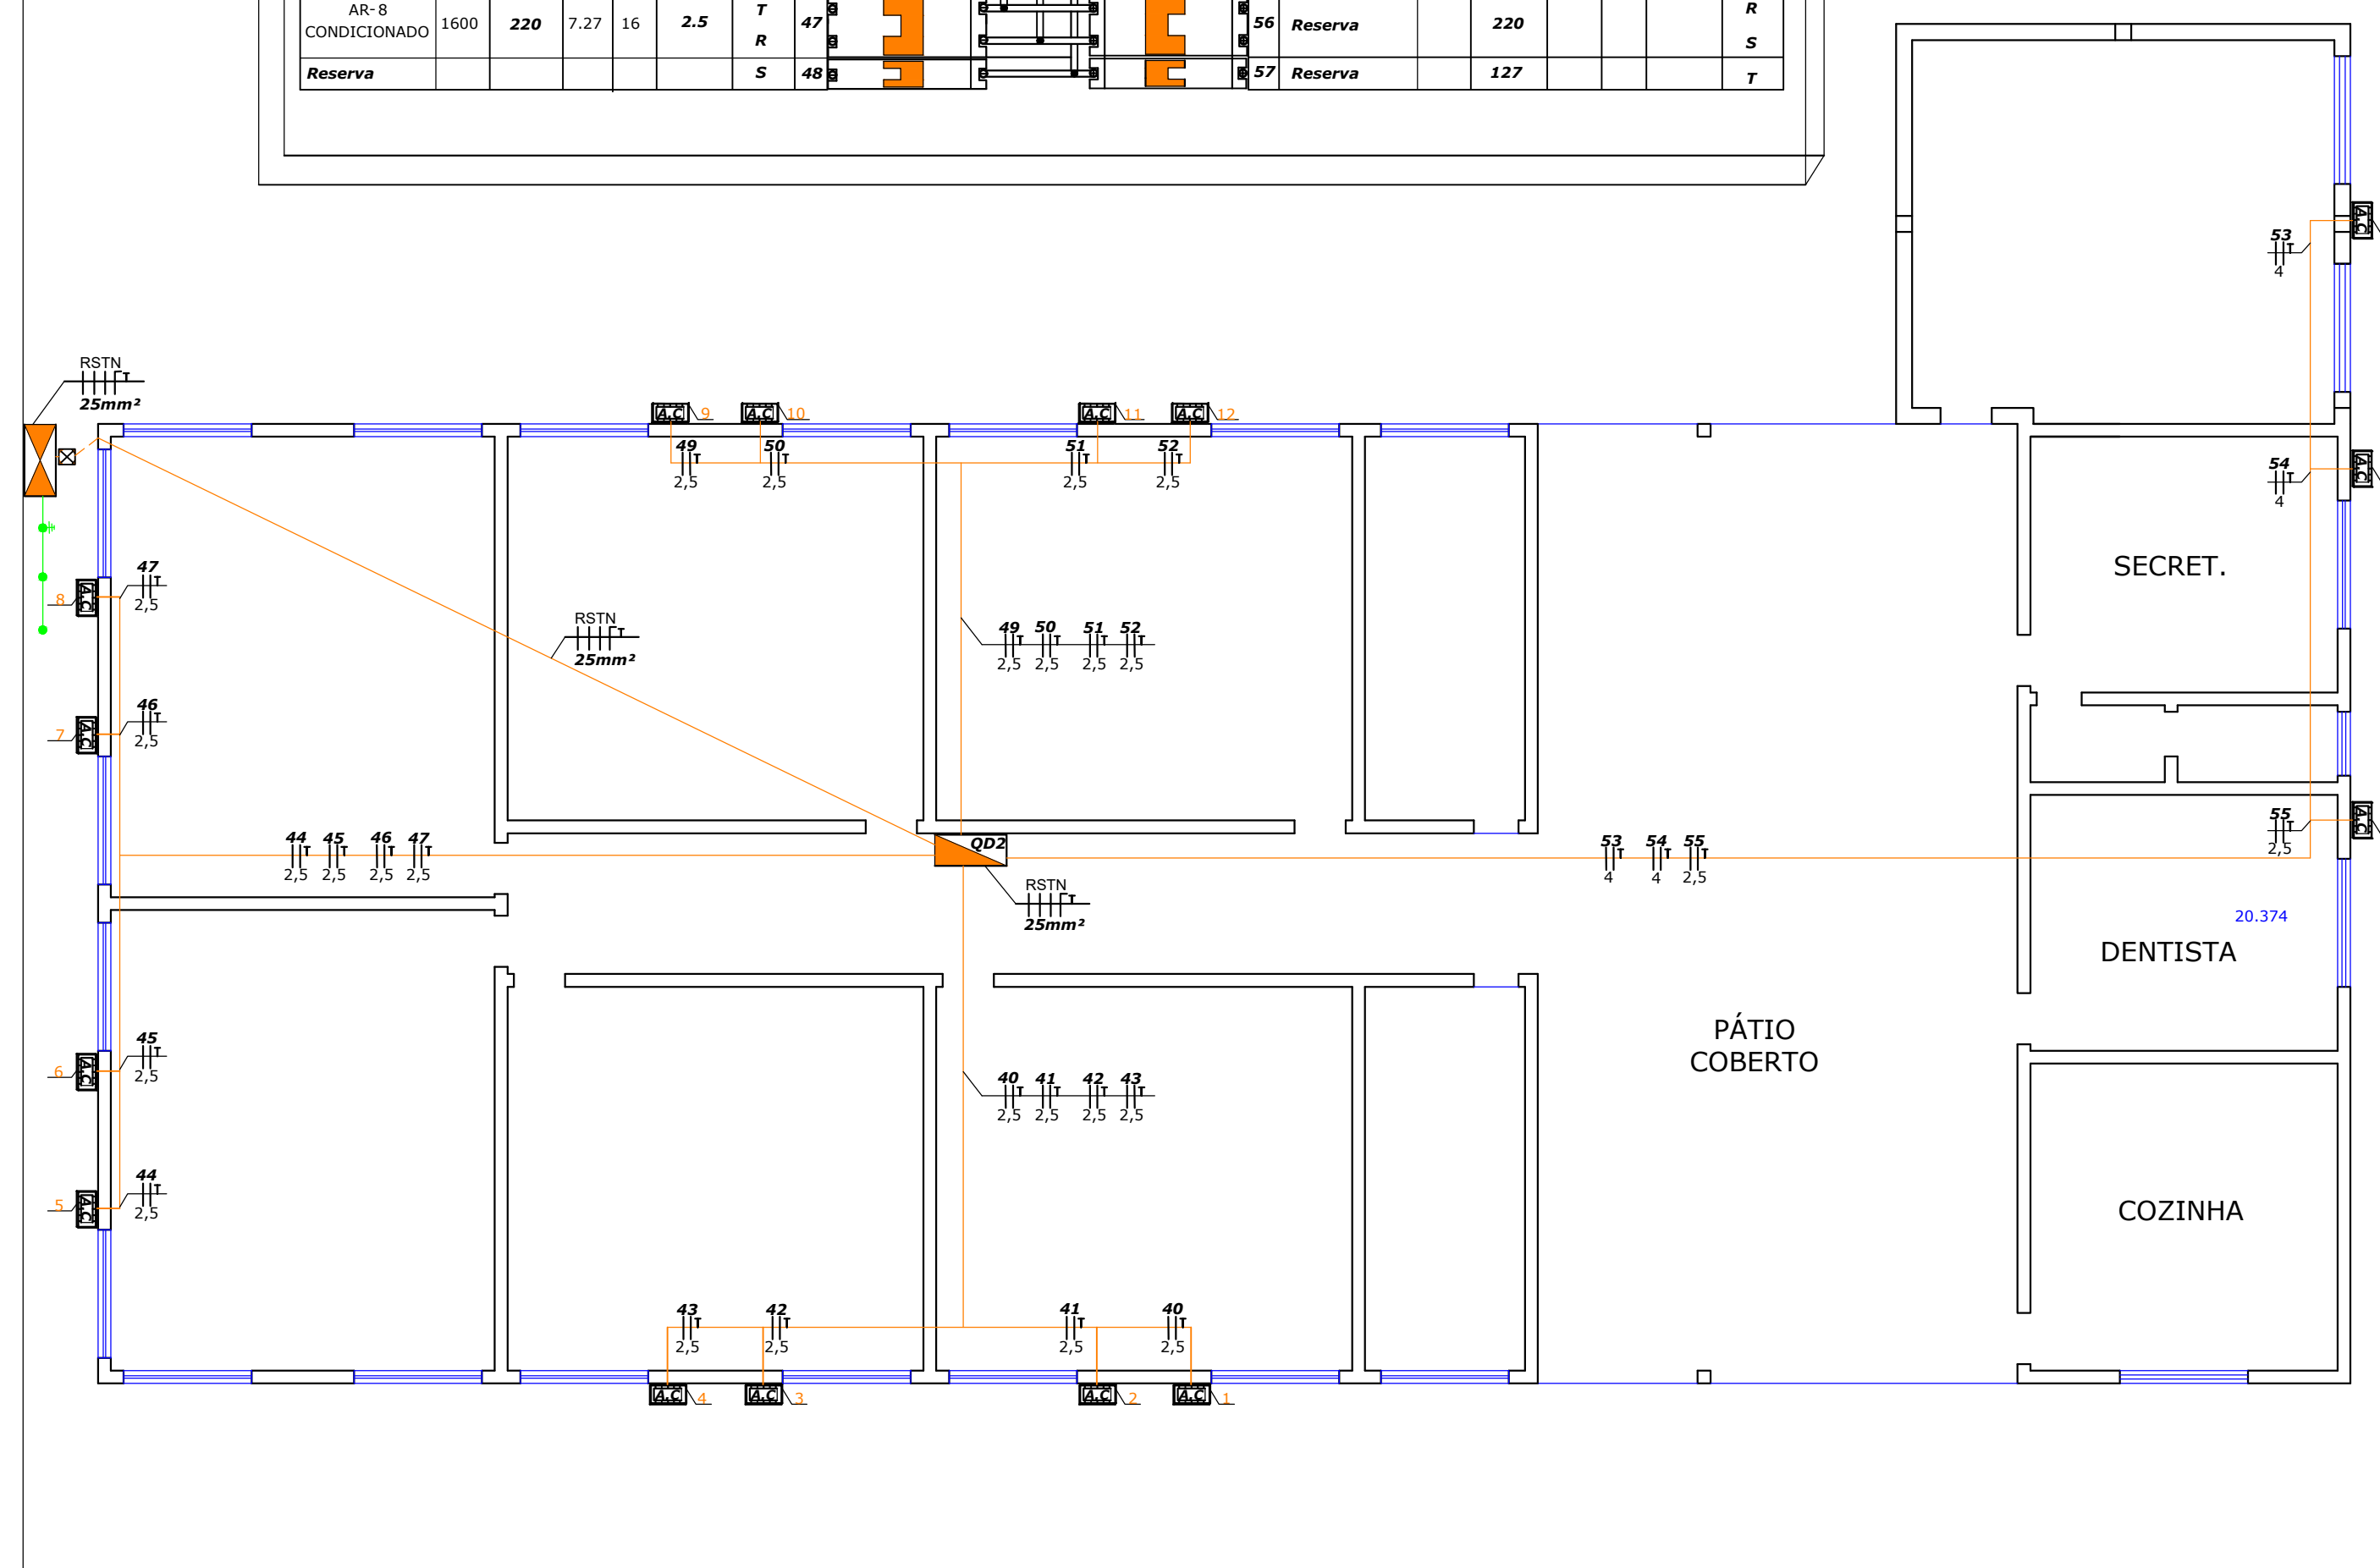 AR-8
CONDICIONADO 1600 220 7.27 16 2.5 T R 47
Reserva S 48
56 Reserva 220 R S
57 Reserva 127 T
RSTN
T
25mm²
A.C 9 A.C 10 A.C 11 A.C 12
49 50 51 52
T T T T
2,5 2,5 2,5 2,5
53
T
4
A.C
54
T
4
A.C
SECRET.
47
T
2,5
8 A.C
RSTN
T
25mm²
49 50 51 52
T T T T
2,5 2,5 2,5 2,5
46
T
2,5
7 A.C
44 45 46 47
T T T T
2,5 2,5 2,5 2,5
QD2
53 54 55
T T T
4 4 2,5
55
T
2,5
A.C
RSTN
T
25mm²
20.374
DENTISTA
PÁTIO
COBERTO
45
T
2,5
6 A.C
40 41 42 43
T T T T
2,5 2,5 2,5 2,5
44
T
2,5
5 A.C
COZINHA
43 42 41 40
T T T T
2,5 2,5 2,5 2,5
A.C 4 A.C 3 A.C 2 A.C 1